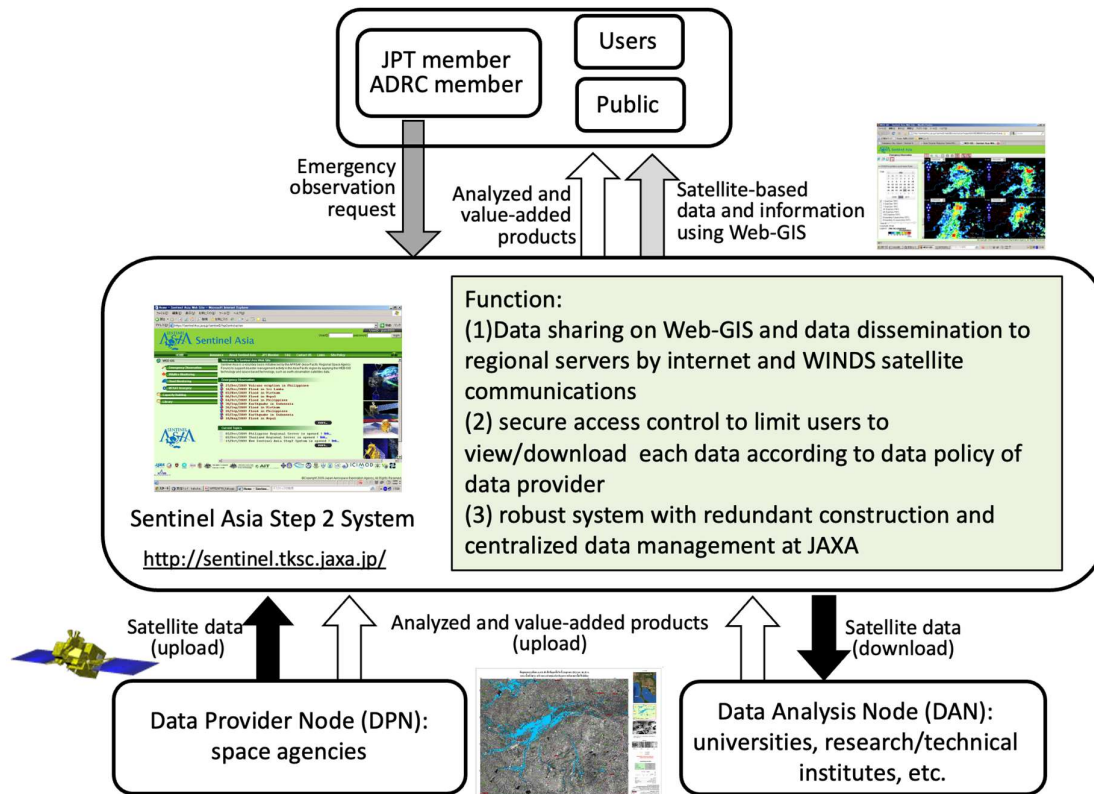 JPT member
ADRC member
Users
Public
Emergency
observation
request
Analyzed and
value-added
products
Satellite-based
data and information
using Web-GIS
Sentinel Asia
Sentinel Asia Step 2 System
http://sentinel.tksc.jaxa.jp/
Function:
(1)Data sharing on Web-GIS and data dissemination to
regional servers by internet and WINDS satellite
communications
(2) secure access control to limit users to
view/download  each data according to data policy of
data provider
(3) robust system with redundant construction and
centralized data management at JAXA
Satellite data
(upload)
Analyzed and value-added products
(upload)
Satellite data
(download)
Data Provider Node (DPN):
space agencies
Data Analysis Node (DAN):
universities, research/technical
institutes, etc.